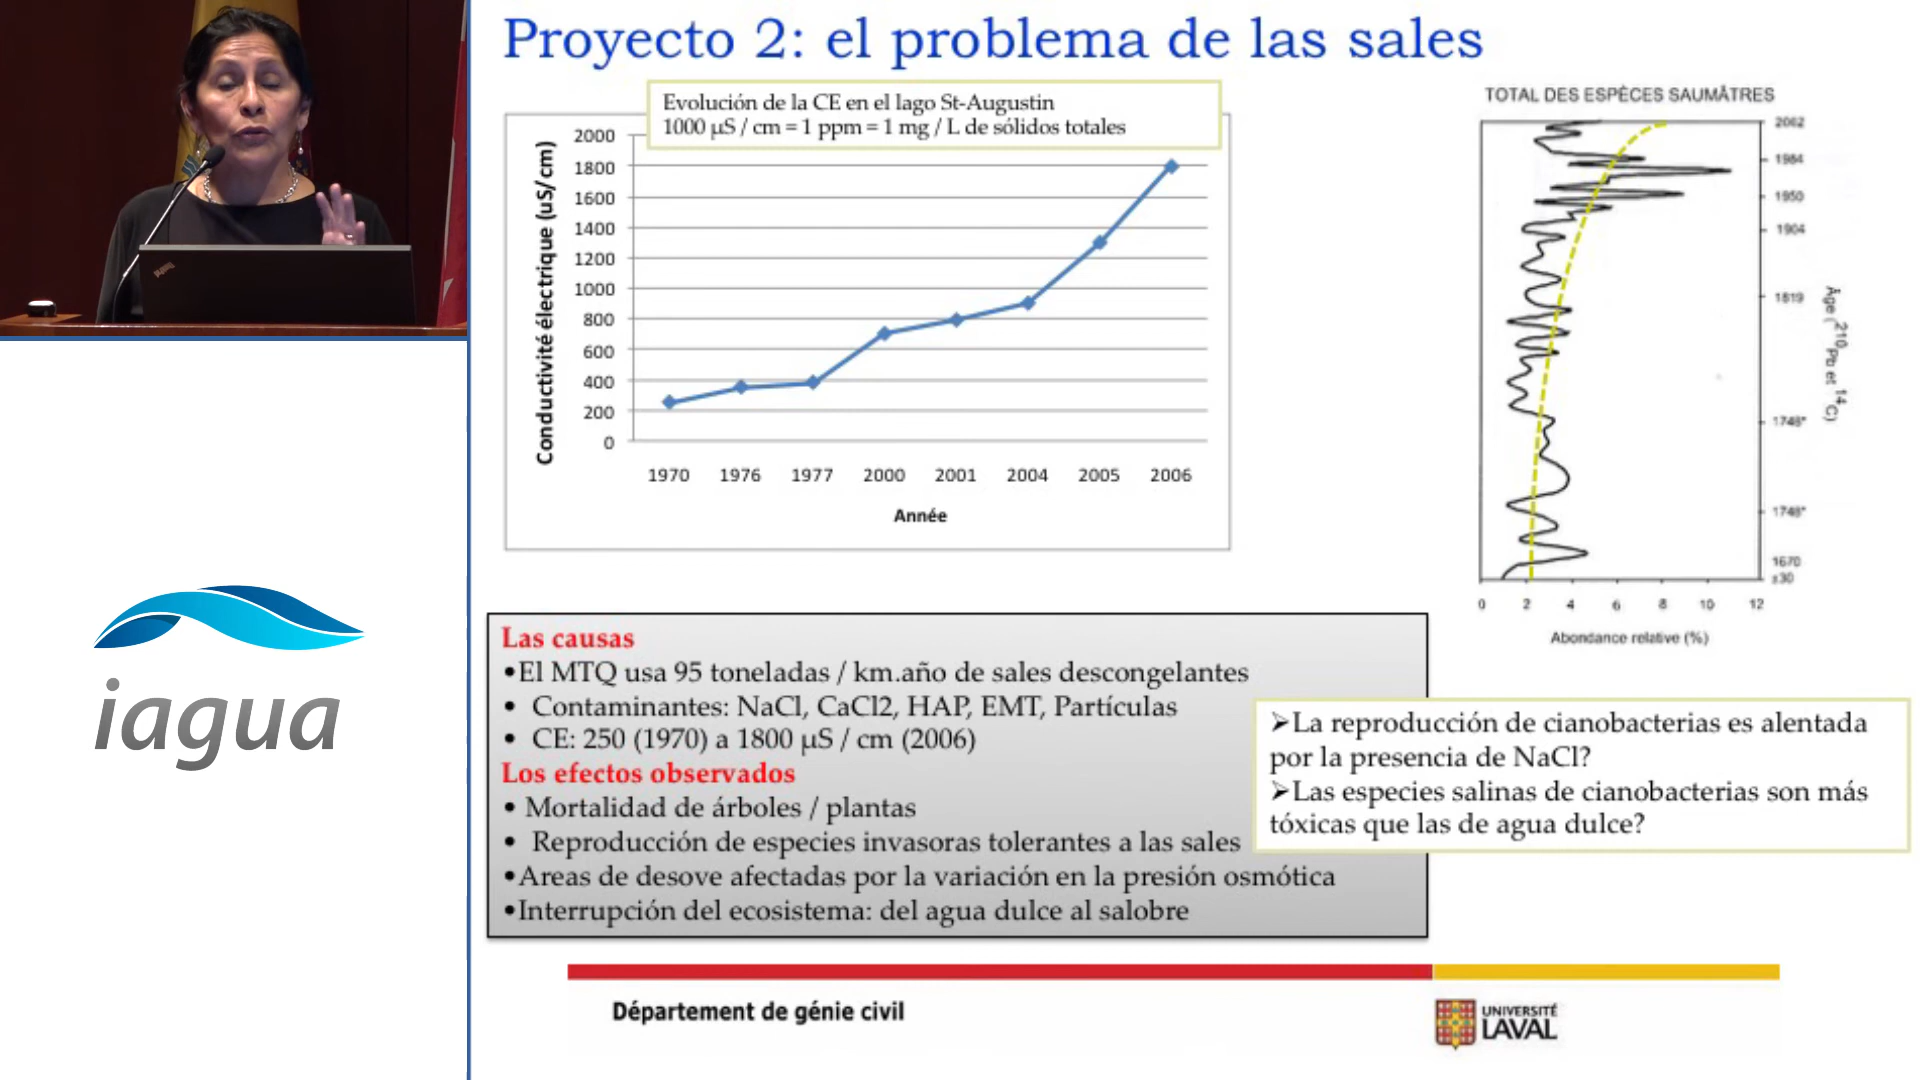 Proyecto 2: el problema de las sales
Evolución de la CE en el lago St-Augustin
1000 µS / cm = 1 ppm = 1 mg / L de sólidos totales
Conductivité électrique (uS/cm)
2000
1800
1600
1400
1200
1000
800
600
400
200
0
1970 1976 1977 2000 2001 2004 2005 2006
Année
TOTAL DES ESPÈCES SAUMÂTRES
1984
1950
1904
1819
1748*
1748*
1670
±30
Âge (210Pb et 14C)
0 2 4 6 8 10 12
Abondance relative (%)
Las causas
•El MTQ usa 95 toneladas / km.año de sales descongelantes
• Contaminantes: NaCl, CaCl2, HAP, EMT, Partículas
• CE: 250 (1970) a 1800 µS / cm (2006)
Los efectos observados
• Mortalidad de árboles / plantas
• Reproducción de especies invasoras tolerantes a las sales
•Areas de desove afectadas por la variación en la presión osmótica
•Interrupción del ecosistema: del agua dulce al salobre
➢La reproducción de cianobacterias es alentada
por la presencia de NaCl?
➢Las especies salinas de cianobacterias son más
tóxicas que las de agua dulce?
iagua
Département de génie civil
UNIVERSITÉ
LAVAL